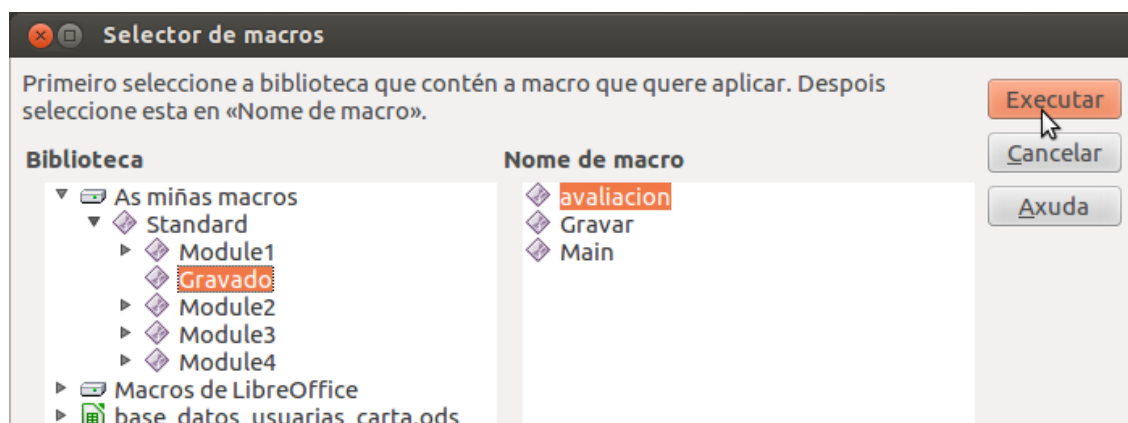 Selector de macros
Primeiro seleccione a biblioteca que contén a macro que quere aplicar. Despois
seleccione esta en «Nome de macro».
Executar
Cancelar
Axuda
Biblioteca
As miñas macros
Standard
Module1
Gravado
Module2
Module3
Module4
Macros de LibreOffice
base_datos_usuarias_carta.ods
Nome de macro
avaliacion
Gravar
Main